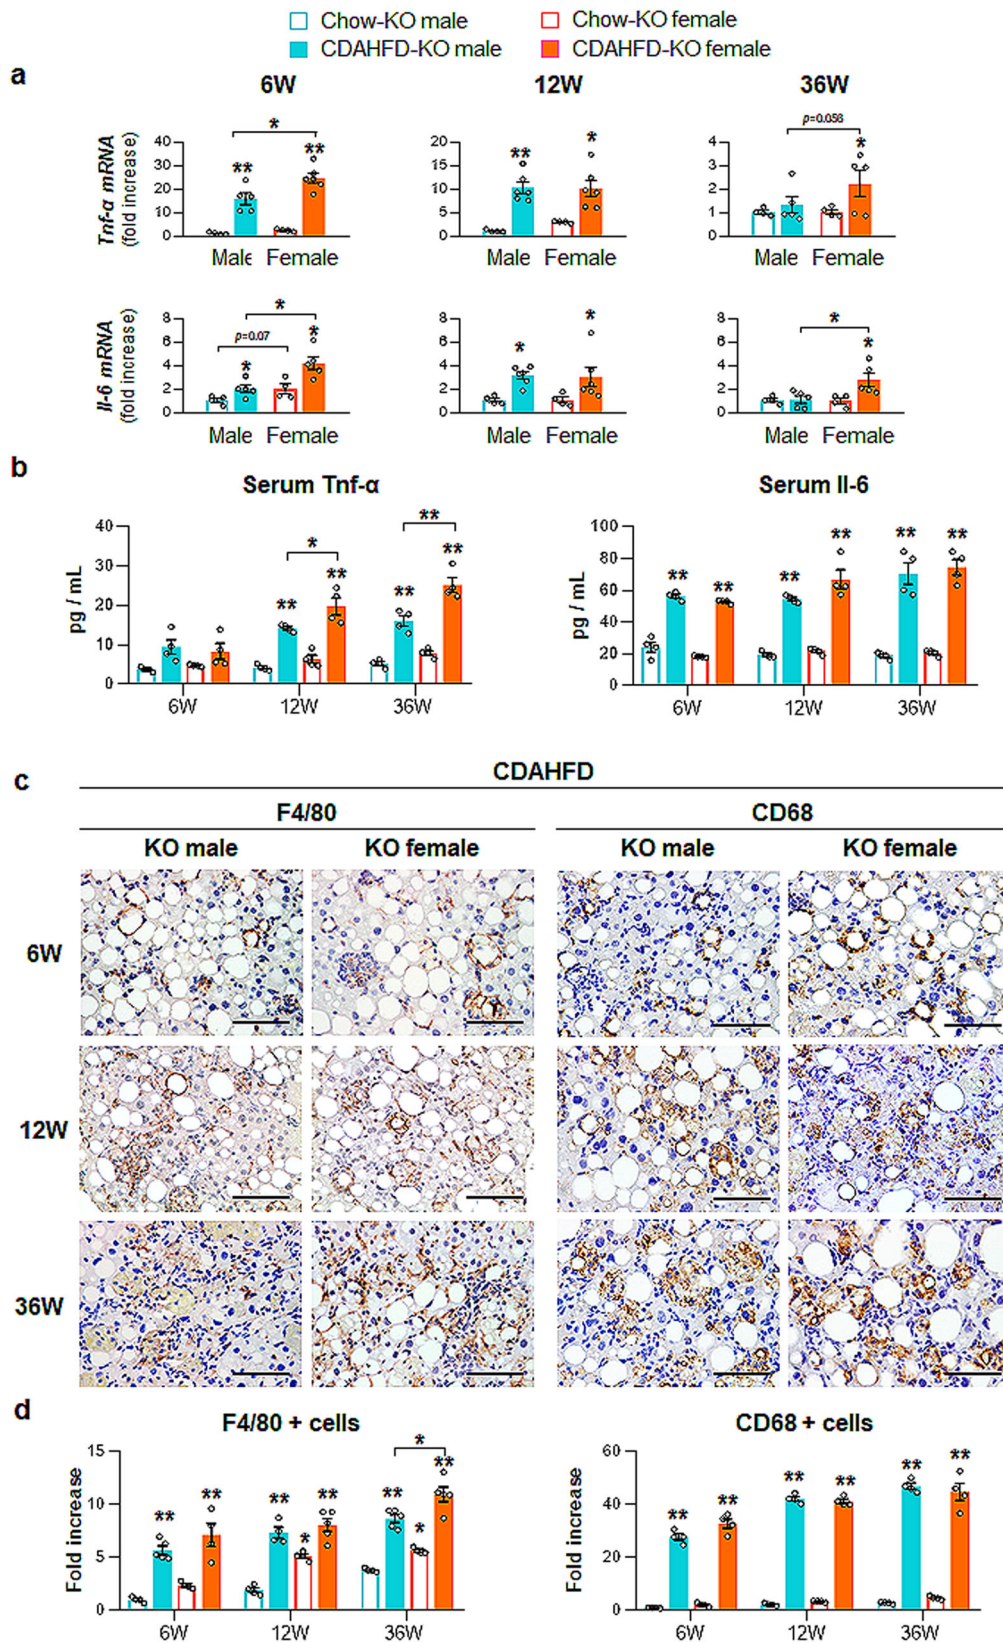 Chow-KO male Chow-KO female
CDAHFD-KO male CDAHFD-KO female
a
6W 12W 36W
Tnf-α mRNA
(fold increase)
40
30
20
10
0
*
**
**
Male Female
20
15
10
5
0
**
*
Male Female
4
3
2
1
0
p=0.058
*
Male Female
Il-6 mRNA
(fold increase)
8
6
4
2
0
p=0.07
*
*
*
Male Female
8
6
4
2
0
*
*
Male Female
8
6
4
2
0
*
*
Male Female
b
Serum Tnf-α
pg / mL
40
30
20
10
0
*
**
**
**
**
**
6W 12W 36W
Serum Il-6
pg / mL
100
80
60
40
20
0
** ** ** ** ** **
6W 12W 36W
c
CDAHFD
F4/80 CD68
KO male KO female KO male KO female
6W
12W
36W
d
F4/80 + cells
Fold increase
15
10
5
0
** ** ** * ** ** * ** *
6W 12W 36W
CD68 + cells
Fold increase
60
40
20
0
** ** ** ** ** **
6W 12W 36W